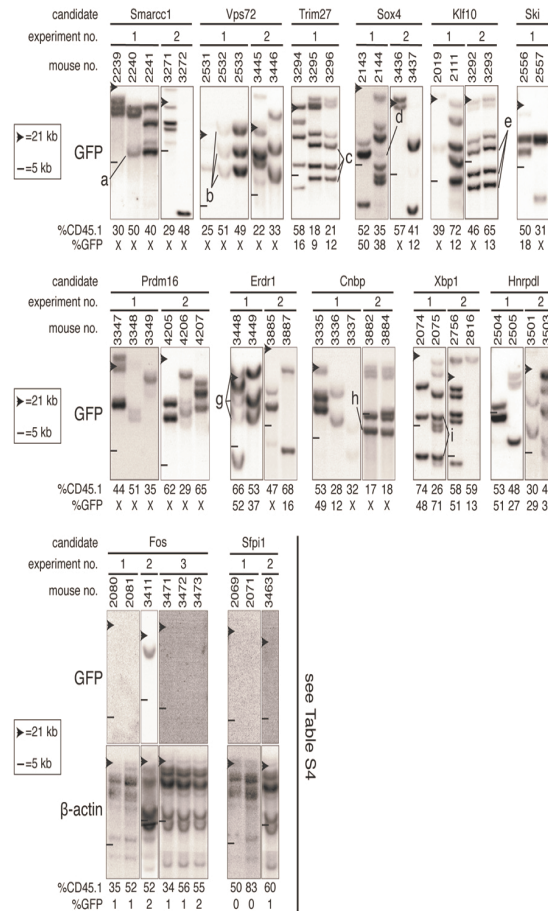 candidate Smarcc1 Vps72 Trim27 Sox4 Klf10 Ski
experiment no. 1 2 1 2 1 1 2 1 2 1
mouse no. 2239 2240 2241 3271 3272 2531 2532 2533 3445 3446 3294 3295 3296 2143 2144 3436 3437 2019 2111 3292 3293 2556 2557
►=21 kb
–=5 kb
GFP
a b c d e
%CD45.1 30 50 40 29 48 25 51 49 22 33 58 18 21 52 35 57 41 39 72 46 65 50 31
%GFP X X X X X X X X X X 16 9 12 50 38 X 12 X 12 X 13 18 X
candidate Prdm16 Erdr1 Cnbp Xbp1 Hnrpdl
experiment no. 1 2 1 2 1 2 1 2 1 2
mouse no. 3347 3348 3349 4205 4206 4207 3448 3449 3885 3887 3335 3336 3337 3882 3884 2074 2075 2756 2816 2504 2505 3501 3503
►=21 kb
–=5 kb
GFP
g h i
%CD45.1 44 51 35 62 29 65 66 53 47 68 53 28 32 17 18 74 26 58 59 53 48 30
%GFP X X X X X X 52 37 X 16 49 12 X X X 48 71 51 13 51 27 29
candidate Fos Sfpi1
experiment no. 1 2 3 1 2
mouse no. 2080 2081 3411 3471 3472 3473 2069 2071 3463
GFP
►=21 kb
–=5 kb
β-actin
%CD45.1 35 52 52 34 56 55 50 83 60
%GFP 1 1 2 1 1 2 0 0 1
see Table S4